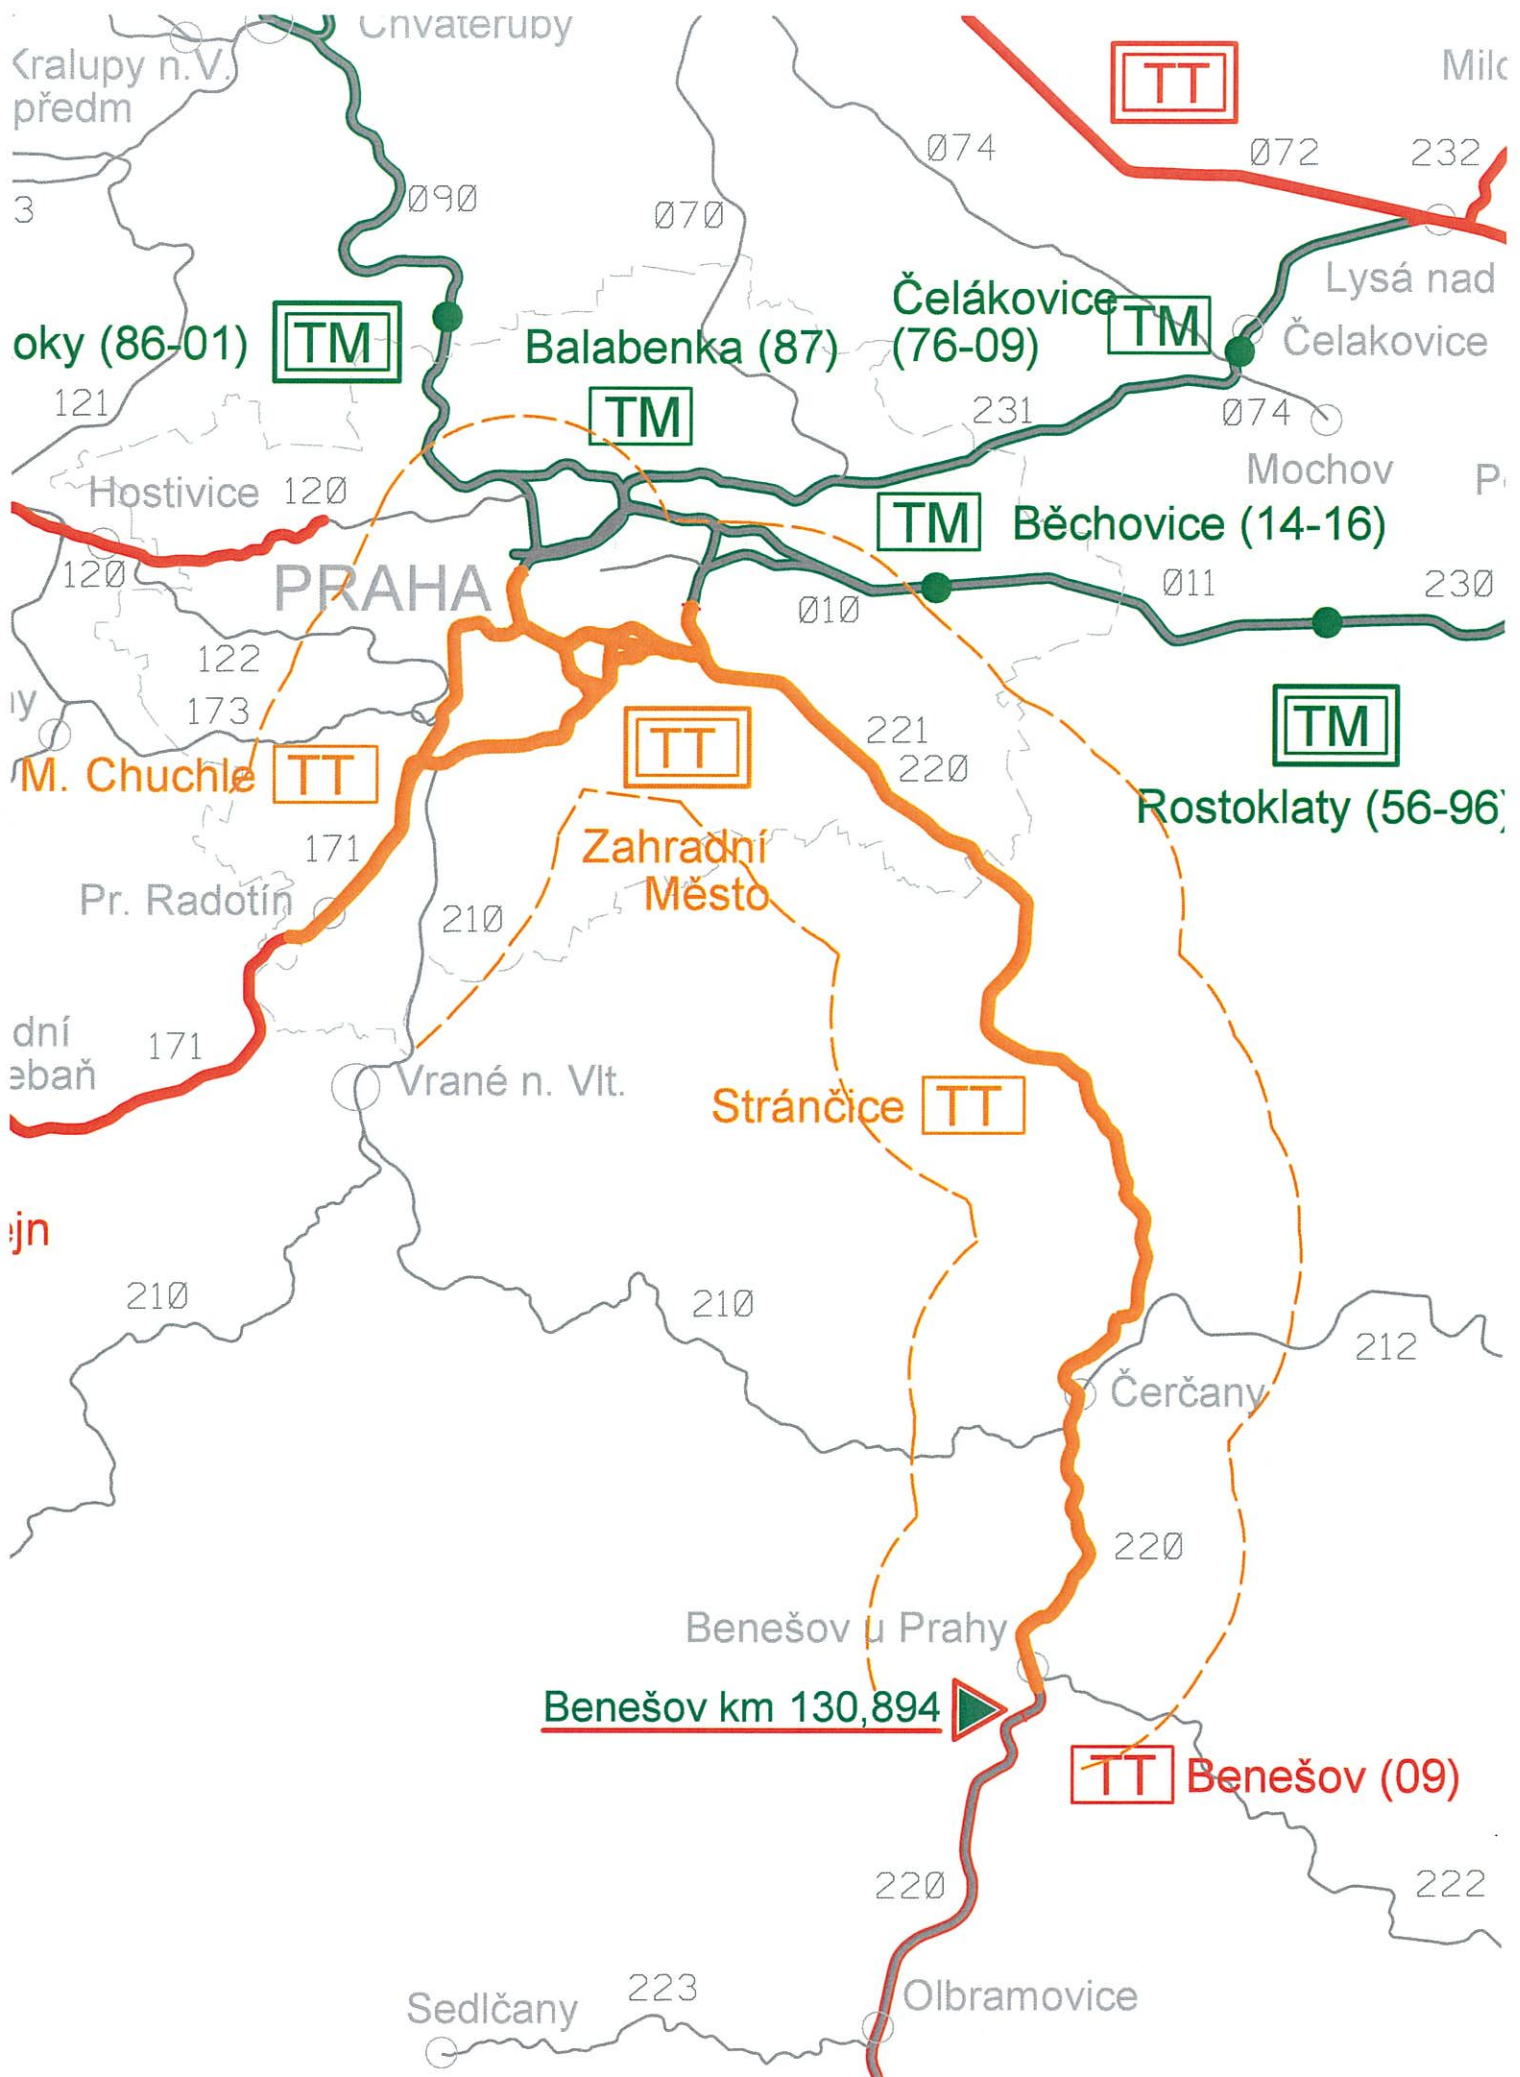 Chvateruby
Kralupy n.V.
předm
TT
074
072
232
3
090
070
Čelákovice
(76-09)
TM
Lysá nad
Čelakovice
oky (86-01)
TM
Balabenka (87)
TM
121
231
074
Mochov
Hostivice
120
TM
Běchovice (14-16)
120
PRAHA
010
011
230
122
173
221
220
TM
Rostoklaty (56-96)
M. Chuchle
TT
TT
Zahradní
Město
171
Pr. Radotín
210
dní
ebaň
171
Vrané n. Vlt.
Stránčice
TT
ejn
210
210
212
Čerčany
220
Benešov u Prahy
Benešov km 130,894
TT
Benešov (09)
220
222
223
Sedlčany
Olbramovice